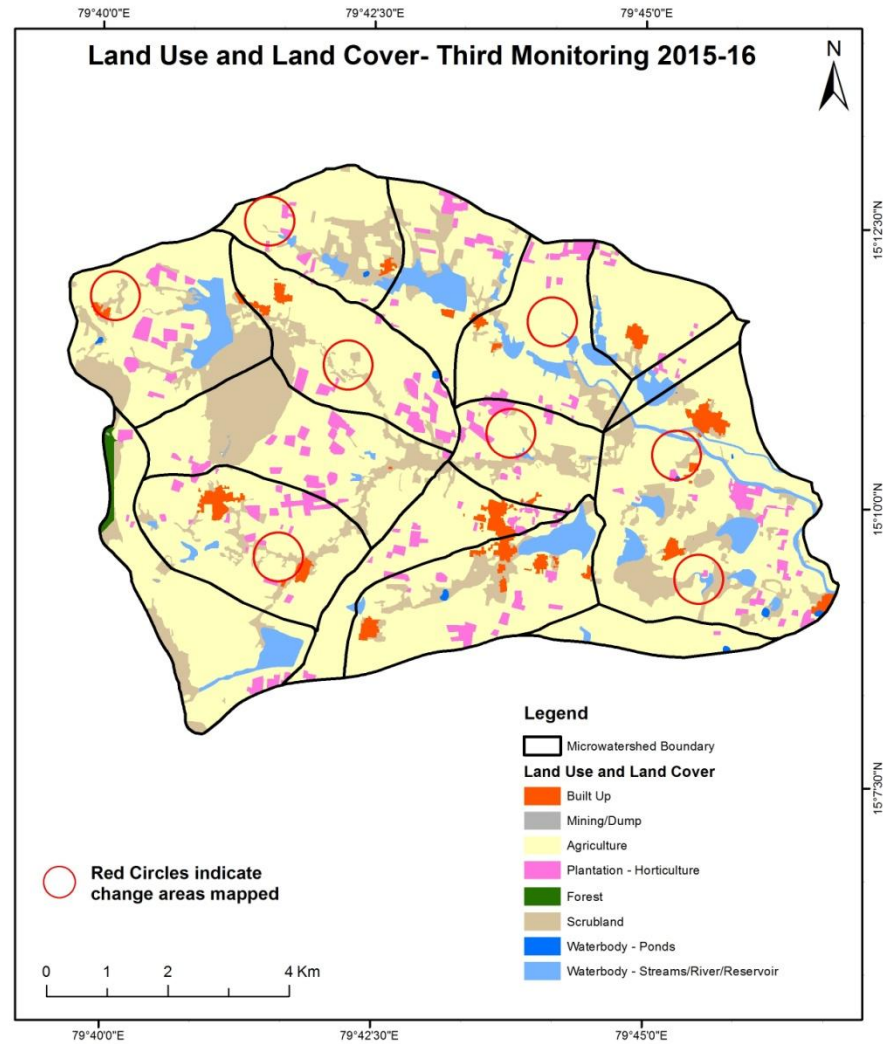 79°40'0"E 79°42'30"E 79°45'0"E
Land Use and Land Cover- Third Monitoring 2015-16
N
15°12'30"N
15°10'0"N
15°7'30"N
Legend
Microwatershed Boundary
Land Use and Land Cover
Built Up
Mining/Dump
Agriculture
Plantation - Horticulture
Forest
Scrubland
Waterbody - Ponds
Waterbody - Streams/River/Reservoir
Red Circles indicate
change areas mapped
0 1 2 4 Km
79°40'0"E 79°42'30"E 79°45'0"E